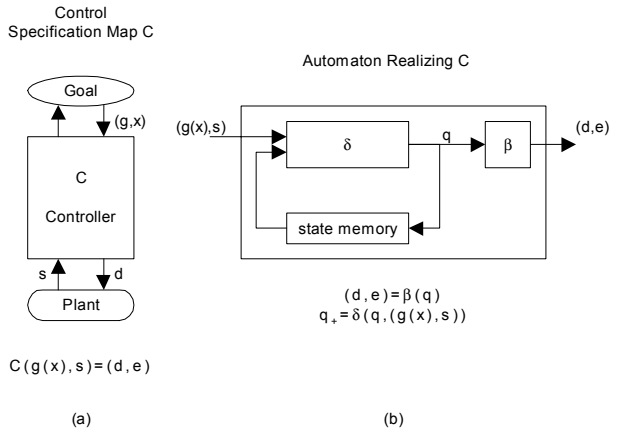 Control
Specification Map C
Goal
(g,x)
C
Controller
s
d
Plant
C(g(x),s)=(d,e)
(a)
Automaton Realizing C
(g(x),s)
δ
q
β
(d,e)
state memory
(d,e)=β(q)
q₊=δ(q,(g(x),s))
(b)